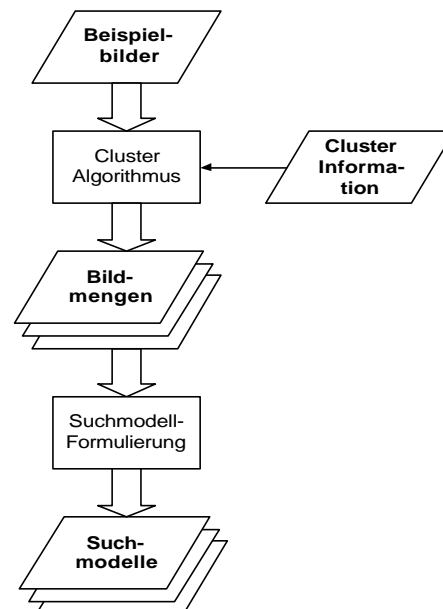 Beispiel-
bilder
Cluster
Algorithmus
Cluster
Informa-
tion
Bild-
mengen
Suchmodell-
Formulierung
Such-
modelle